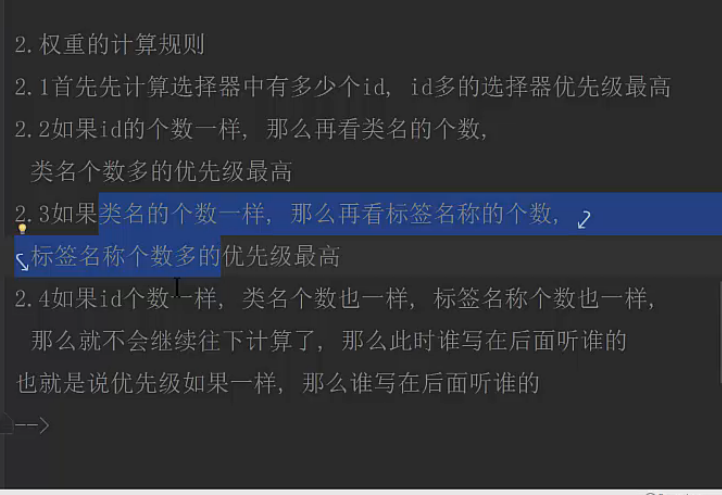 2.权重的计算规则
2.1首先先计算选择器中有多少个id, id多的选择器优先级最高
2.2如果id的个数一样, 那么再看类名的个数,
类名个数多的优先级最高
2.3如果类名的个数一样, 那么再看标签名称的个数,
标签名称个数多的优先级最高
2.4如果id个数一样, 类名个数也一样, 标签名称个数也一样,
那么就不会继续往下计算了, 那么此时谁写在后面听谁的
也就是说优先级如果一样, 那么谁写在后面听谁的
-->